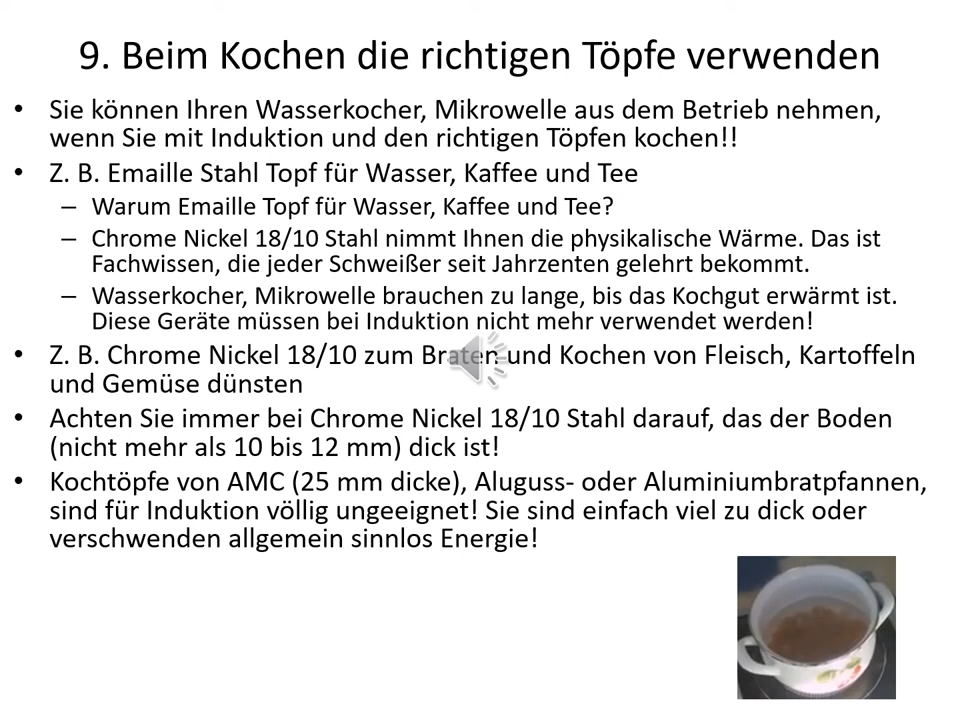 9. Beim Kochen die richtigen Töpfe verwenden
• Sie können Ihren Wasserkocher, Mikrowelle aus dem Betrieb nehmen,
wenn Sie mit Induktion und den richtigen Töpfen kochen!!
• Z. B. Emaille Stahl Topf für Wasser, Kaffee und Tee
– Warum Emaille Topf für Wasser, Kaffee und Tee?
– Chrome Nickel 18/10 Stahl nimmt Ihnen die physikalische Wärme. Das ist
Fachwissen, die jeder Schweißer seit Jahrzenten gelehrt bekommt.
– Wasserkocher, Mikrowelle brauchen zu lange, bis das Kochgut erwärmt ist.
Diese Geräte müssen bei Induktion nicht mehr verwendet werden!
• Z. B. Chrome Nickel 18/10 zum Braten und Kochen von Fleisch, Kartoffeln
und Gemüse dünsten
• Achten Sie immer bei Chrome Nickel 18/10 Stahl darauf, das der Boden
(nicht mehr als 10 bis 12 mm) dick ist!
• Kochtöpfe von AMC (25 mm dicke), Aluguss- oder Aluminiumbratpfannen,
sind für Induktion völlig ungeeignet! Sie sind einfach viel zu dick oder
verschwenden allgemein sinnlos Energie!